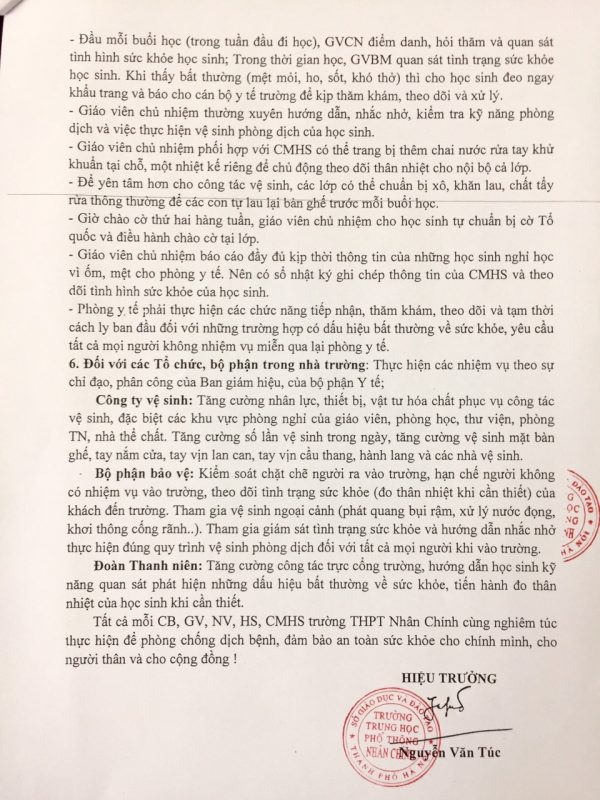 - Đầu mỗi buổi học (trong tuần đầu đi học), GVCN điểm danh, hỏi thăm và quan sát
tình hình sức khỏe học sinh; Trong thời gian học, GVBM quan sát tình trạng sức khỏe
học sinh. Khi thấy bất thường (mệt mỏi, ho, sốt, khó thở) thì cho học sinh đeo ngay
khẩu trang và báo cho cán bộ y tế trường để kịp thăm khám, theo dõi và xử lý.
- Giáo viên chủ nhiệm thường xuyên hướng dẫn, nhắc nhở, kiểm tra kỹ năng phòng
dịch và việc thực hiện vệ sinh phòng dịch của học sinh.
- Giáo viên chủ nhiệm phối hợp với CMHS có thể trang bị thêm chai nước rửa tay khử
khuẩn tại chỗ, một nhiệt kế riêng để chủ động theo dõi thân nhiệt cho nội bộ cả lớp.
- Để yên tâm hơn cho công tác vệ sinh, các lớp có thể chuẩn bị xô, khăn lau, chất tẩy
rửa thông thường để các con tự lau lại bàn ghế trước mỗi buổi học.
- Giờ chào cờ thứ hai hàng tuần, giáo viên chủ nhiệm cho học sinh tự chuẩn bị cờ Tổ
quốc và điều hành chào cờ tại lớp.
- Giáo viên chủ nhiệm báo cáo đầy đủ kịp thời thông tin của những học sinh nghỉ học
vì ốm, mệt cho phòng y tế. Nên có sổ nhật ký ghi chép thông tin của CMHS và theo
dõi tình hình sức khỏe của học sinh.
- Phòng y tế phải thực hiện các chức năng tiếp nhận, thăm khám, theo dõi và tạm thời
cách ly ban đầu đối với những trường hợp có dấu hiệu bất thường về sức khỏe, yêu cầu
tất cả mọi người không nhiệm vụ miễn qua lại phòng y tế.
6. Đối với các Tổ chức, bộ phận trong nhà trường: Thực hiện các nhiệm vụ theo sự
chỉ đạo, phân công của Ban giám hiệu, của bộ phận Y tế;
Công ty vệ sinh: Tăng cường nhân lực, thiết bị, vật tư hóa chất phục vụ công tác
vệ sinh, đặc biệt các khu vực phòng nghỉ của giáo viên, phòng học, thư viện, phòng
TN, nhà thể chất. Tăng cường số lần vệ sinh trong ngày, tăng cường vệ sinh mặt bàn
ghế, tay nắm cửa, tay vịn lan can, tay vịn cầu thang, hành lang và các nhà vệ sinh.
Bộ phận bảo vệ: Kiểm soát chặt chẽ người ra vào trường, hạn chế người không
có nhiệm vụ vào trường, theo dõi tình trạng sức khỏe (đo thân nhiệt khi cần thiết) của
khách đến trường. Tham gia vệ sinh ngoại cảnh (phát quang bụi rậm, xử lý nước đọng,
khơi thông cống rãnh..). Tham gia giám sát tình trạng sức khỏe và hướng dẫn nhắc nhở
thực hiện đúng quy trình vệ sinh phòng dịch đối với tất cả mọi người khi vào trường.
Đoàn Thanh niên: Tăng cường công tác trực cổng trường, hướng dẫn học sinh kỹ
năng quan sát phát hiện những dấu hiệu bất thường về sức khỏe, tiến hành đo thân
nhiệt của học sinh khi cần thiết.
Tất cả mỗi CB, GV, NV, HS, CMHS trường THPT Nhân Chính cùng nghiêm túc
thực hiện để phòng chống dịch bệnh, đảm bảo an toàn sức khỏe cho chính mình, cho
người thân và cho cộng đồng !
HIỆU TRƯỞNG
SỞ GIÁO DỤC VÀ ĐÀO TẠO
TRƯỜNG
TRUNG HỌC
PHỔ THÔNG
NHÂN CHÍNH
THÀNH PHỐ HÀ NỘI
Nguyễn Văn Túc